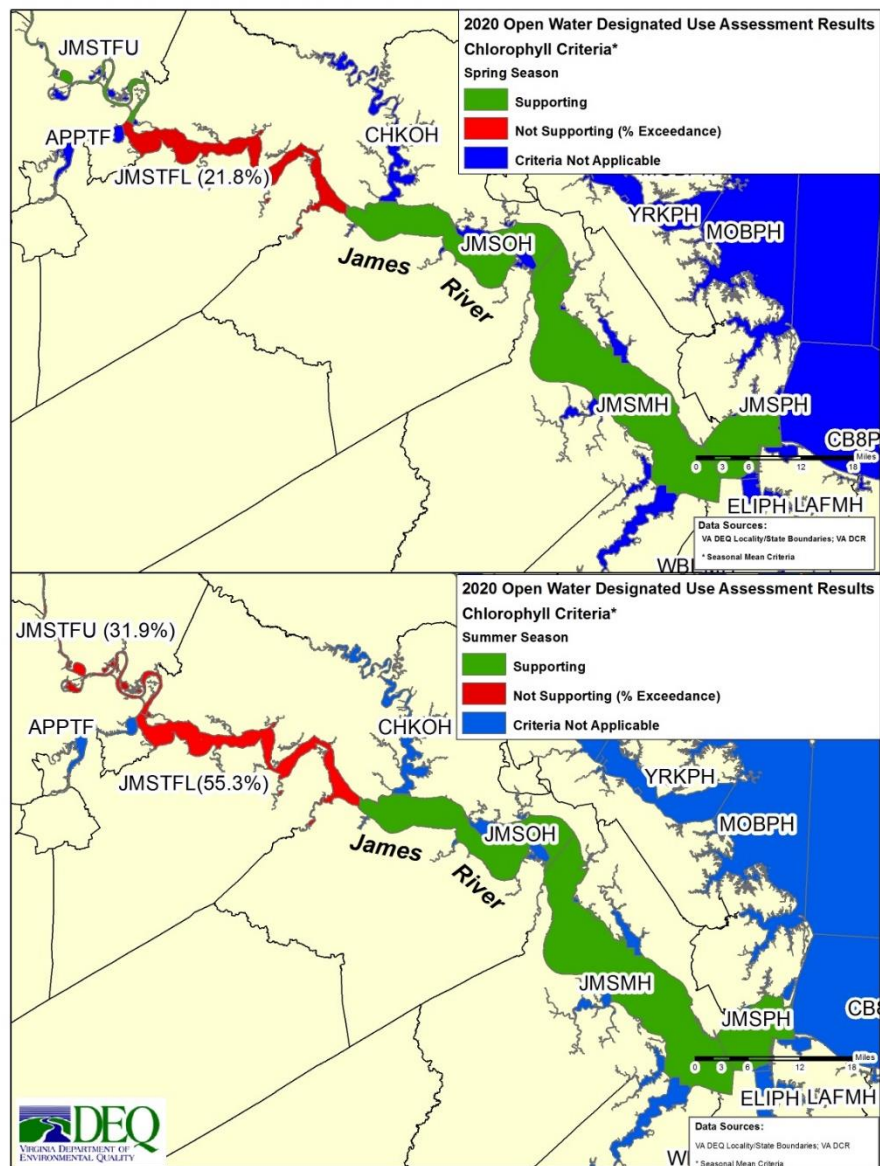 2020 Open Water Designated Use Assessment Results
Chlorophyll Criteria*
Spring Season
Supporting
Not Supporting (% Exceedance)
Criteria Not Applicable
JMSTFU
APPTF
CHKOH
JMSTFL (21.8%)
YRKPH
MOBPH
JMSOH
James
River
JMSMH
JMSPH
CB8P
Miles
0 3 6 12 18
ELIPH
LAFMH
Data Sources:
VA DEQ Locality/State Boundaries; VA DCR
* Seasonal Mean Criteria
2020 Open Water Designated Use Assessment Results
Chlorophyll Criteria*
Summer Season
Supporting
Not Supporting (% Exceedance)
Criteria Not Applicable
JMSTFU (31.9%)
APPTF
CHKOH
JMSTFL(55.3%)
YRKPH
MOBPH
JMSOH
James
River
JMSMH
JMSPH
CB8
Miles
0 3 6 12 18
ELIPH
LAFMH
Data Sources:
VA DEQ Locality/State Boundaries; VA DCR
* Seasonal Mean Criteria
DEQ
VIRGINIA DEPARTMENT OF
ENVIRONMENTAL QUALITY